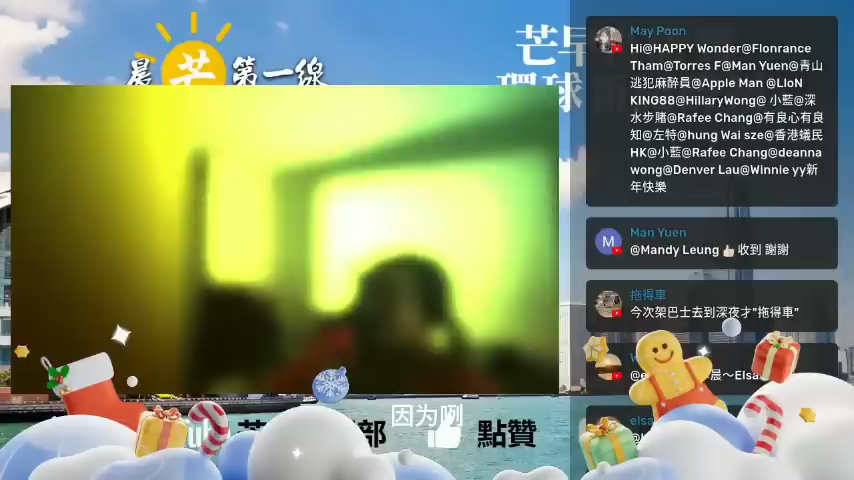 晨芒第一線
芒早
環球
May Poon
Hi@HAPPY Wonder@Flonrance
Tham@Torres F@Man Yuen@青山
逃犯麻醉員@Apple Man @LIoN
KING88@HillaryWong@ 小藍@深
水步賭@Rafee Chang@有良心有良
知@左特@hung Wai sze@香港蟻民
HK@小藍@Rafee Chang@deanna
wong@Denver Lau@Winnie yy新
年快樂
M
Man Yuen
@Mandy Leung👍🏻收到 謝謝
拖得車
今次架巴士去到深夜才"拖得車"
晨～Elsa
elsa
因为咧
部
點贊